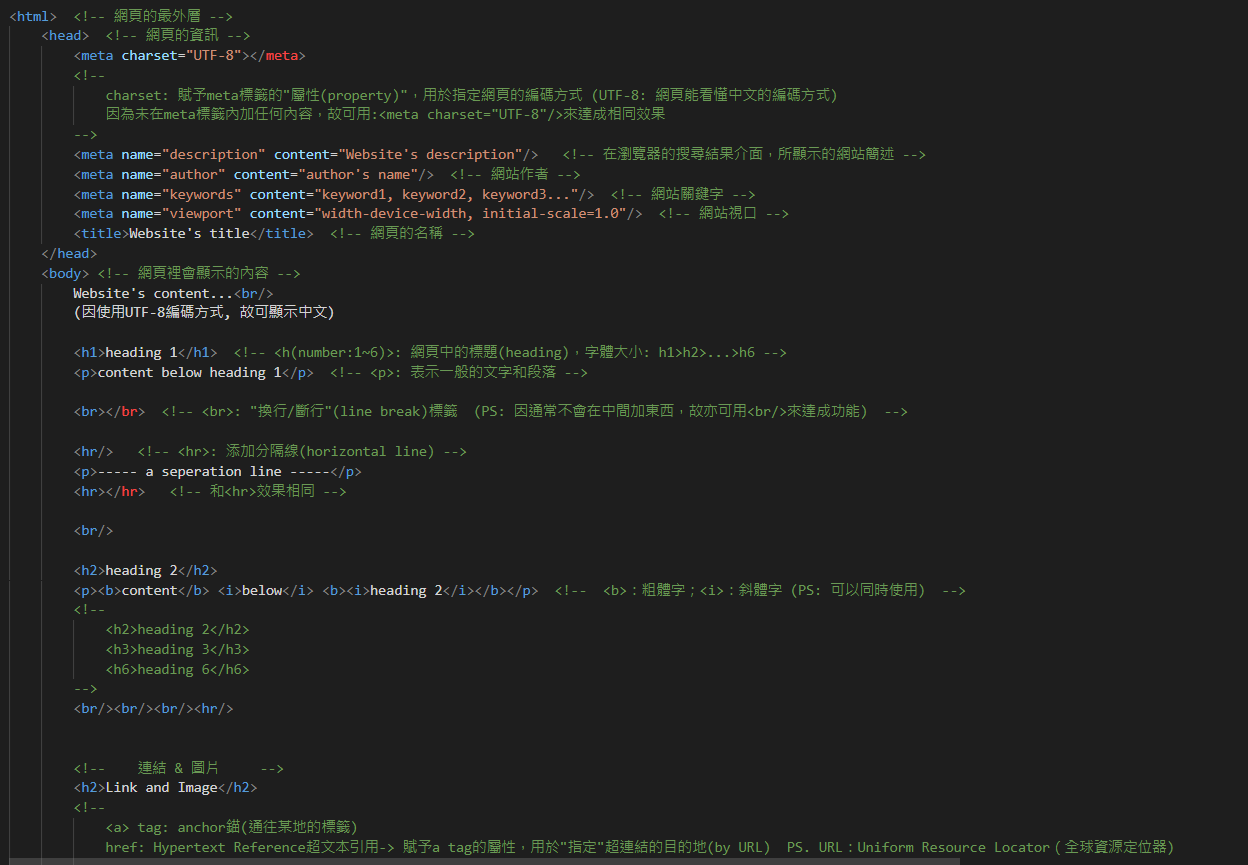 <html>  <!-- 網頁的最外層 -->
    <head>  <!-- 網頁的資訊 -->
        <meta charset="UTF-8"></meta>
        <!--
            charset: 賦予meta標籤的"屬性(property)"，用於指定網頁的編碼方式 (UTF-8: 網頁能看懂中文的編碼方式)
            因為未在meta標籤內加任何內容，故可用:<meta charset="UTF-8"/>來達成相同效果
        -->
        <meta name="description" content="Website's description"/>   <!-- 在瀏覽器的搜尋結果介面，所顯示的網站簡述 -->
        <meta name="author" content="author's name"/>  <!-- 網站作者 -->
        <meta name="keywords" content="keyword1, keyword2, keyword3..."/>  <!-- 網站關鍵字 -->
        <meta name="viewport" content="width-device-width, initial-scale=1.0"/>  <!-- 網站視口 -->
        <title>Website's title</title>  <!-- 網頁的名稱 -->
    </head>
    <body> <!-- 網頁裡會顯示的內容 -->
        Website's content...<br/>
        (因使用UTF-8編碼方式, 故可顯示中文)
        <h1>heading 1</h1>  <!-- <h(number:1~6)>: 網頁中的標題(heading)，字體大小: h1>h2>...>h6 -->
        <p>content below heading 1</p>  <!-- <p>: 表示一般的文字和段落 -->
        <br></br>  <!-- <br>: "換行/斷行"(line break)標籤  (PS: 因通常不會在中間加東西，故亦可用<br/>來達成功能)  -->
        <hr/>   <!-- <hr>: 添加分隔線(horizontal line) -->
        <p>----- a seperation line -----</p>
        <hr></hr>   <!-- 和<hr>效果相同 -->
        <br/>
        <h2>heading 2</h2>
        <p><b>content</b> <i>below</i> <b><i>heading 2</i></b></p>  <!--  <b>：粗體字；<i>：斜體字 (PS: 可以同時使用)  -->
        <!--
            <h2>heading 2</h2>
            <h3>heading 3</h3>
            <h6>heading 6</h6>
        -->
        <br/><br/><br/><hr/>
        <!--    連結 & 圖片     -->
        <h2>Link and Image</h2>
        <!--
            <a> tag: anchor錨(通往某地的標籤)
            href: Hypertext Reference超文本引用-> 賦予a tag的屬性，用於"指定"超連結的目的地(by URL)  PS. URL：Uniform Resource Locator（全球資源定位器)